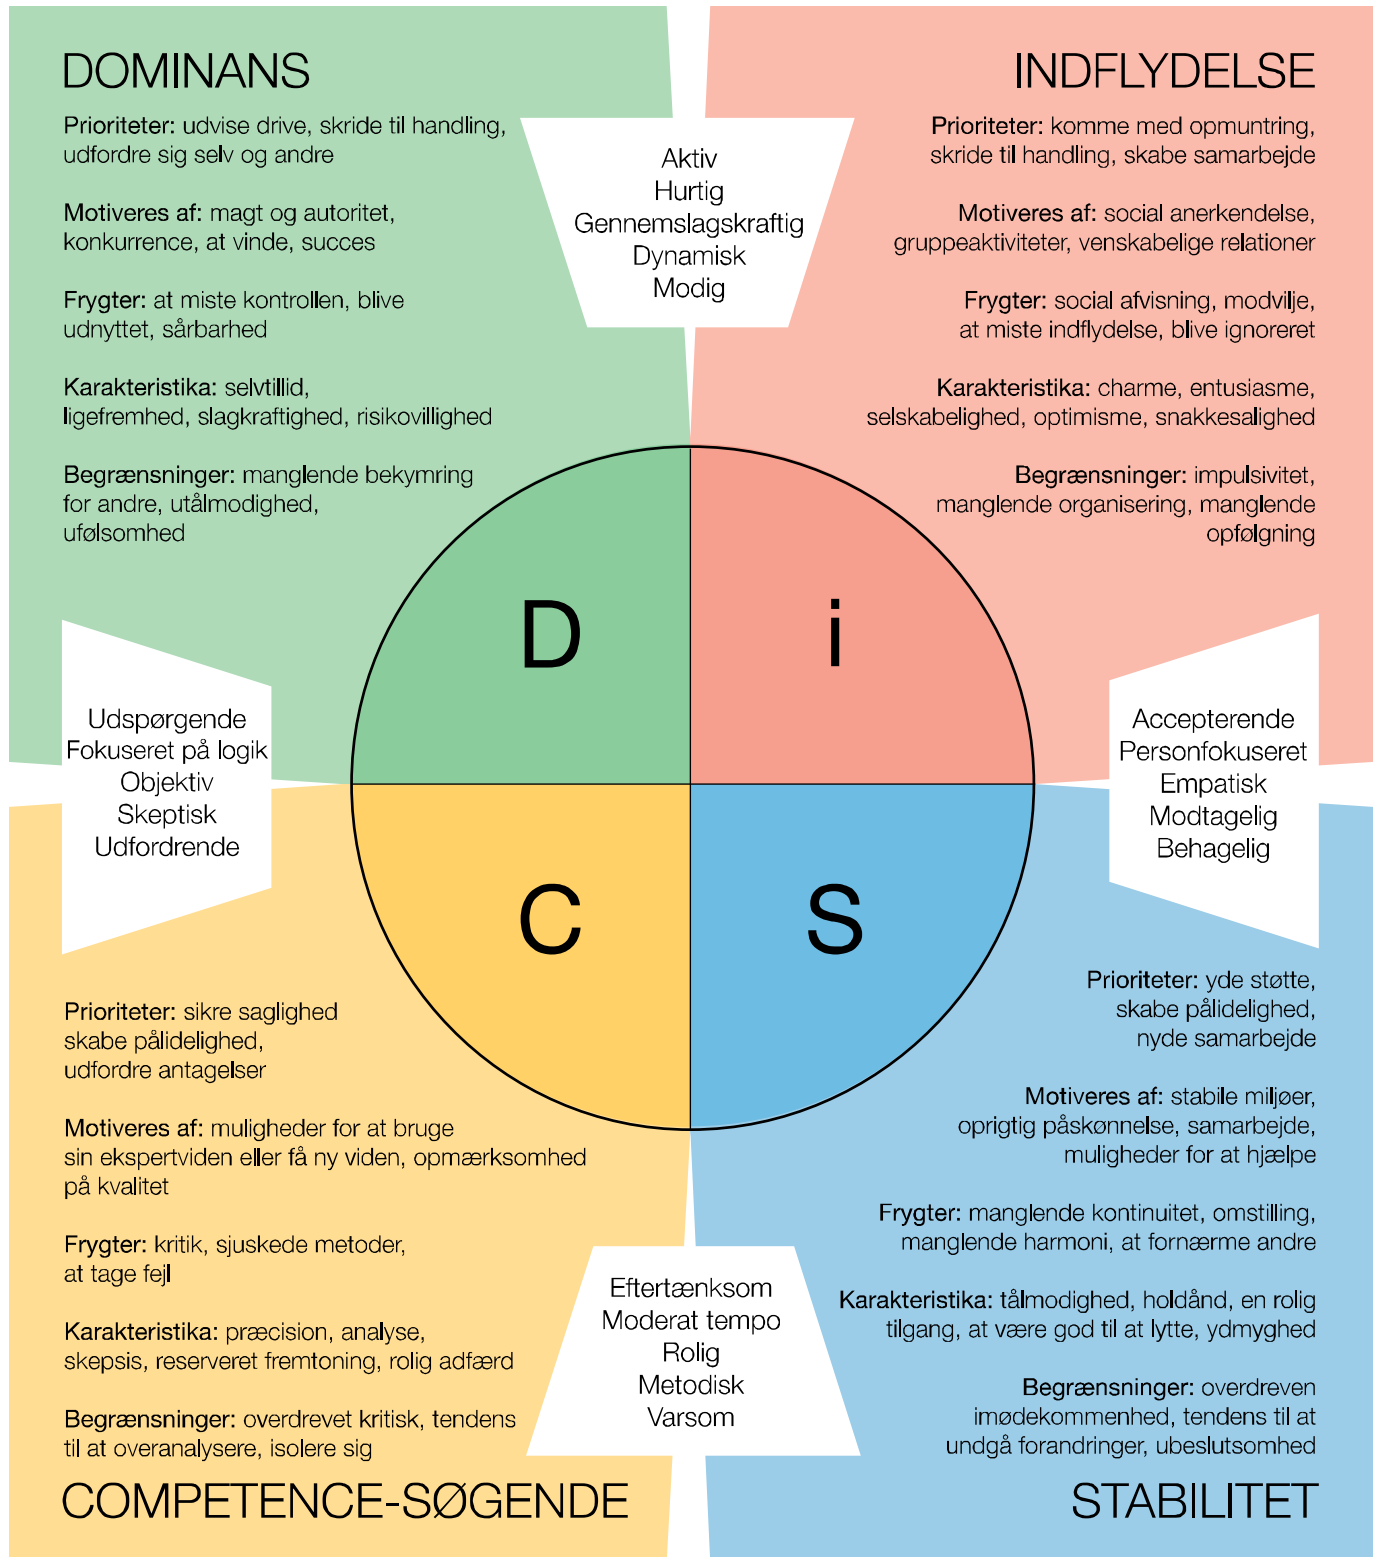 DOMINANS
Prioriteter: udvise drive, skride til handling,
udfordre sig selv og andre
Motiveres af: magt og autoritet,
konkurrence, at vinde, succes
Frygter: at miste kontrollen, blive
udnyttet, sårbarhed
Karakteristika: selvtillid,
ligefremhed, slagkraftighed, risikovillighed
Begrænsninger: manglende bekymring
for andre, utålmodighed,
ufølsomhed
Aktiv
Hurtig
Gennemslagskraftig
Dynamisk
Modig
INDFLYDELSE
Prioriteter: komme med opmuntring,
skride til handling, skabe samarbejde
Motiveres af: social anerkendelse,
gruppeaktiviteter, venskabelige relationer
Frygter: social afvisning, modvilje,
at miste indflydelse, blive ignoreret
Karakteristika: charme, entusiasme,
selskabelighed, optimisme, snakkesalighed
Begrænsninger: impulsivitet,
manglende organisering, manglende
opfølgning
D
i
Udspørgende
Fokuseret på logik
Objektiv
Skeptisk
Udfordrende
Accepterende
Personfokuseret
Empatisk
Modtagelig
Behagelig
C
S
Prioriteter: sikre saglighed
skabe pålidelighed,
udfordre antagelser
Motiveres af: muligheder for at bruge
sin ekspertviden eller få ny viden, opmærksomhed
på kvalitet
Frygter: kritik, sjuskede metoder,
at tage fejl
Karakteristika: præcision, analyse,
skepsis, reserveret fremtoning, rolig adfærd
Begrænsninger: overdrevet kritisk, tendens
til at overanalysere, isolere sig
COMPETENCE-SØGENDE
Eftertænksom
Moderat tempo
Rolig
Metodisk
Varsom
Prioriteter: yde støtte,
skabe pålidelighed,
nyde samarbejde
Motiveres af: stabile miljøer,
oprigtig påskønnelse, samarbejde,
muligheder for at hjælpe
Frygter: manglende kontinuitet, omstilling,
manglende harmoni, at fornærme andre
Karakteristika: tålmodighed, holdånd, en rolig
tilgang, at være god til at lytte, ydmyghed
Begrænsninger: overdreven
imødekommenhed, tendens til at
undgå forandringer, ubeslutsomhed
STABILITET